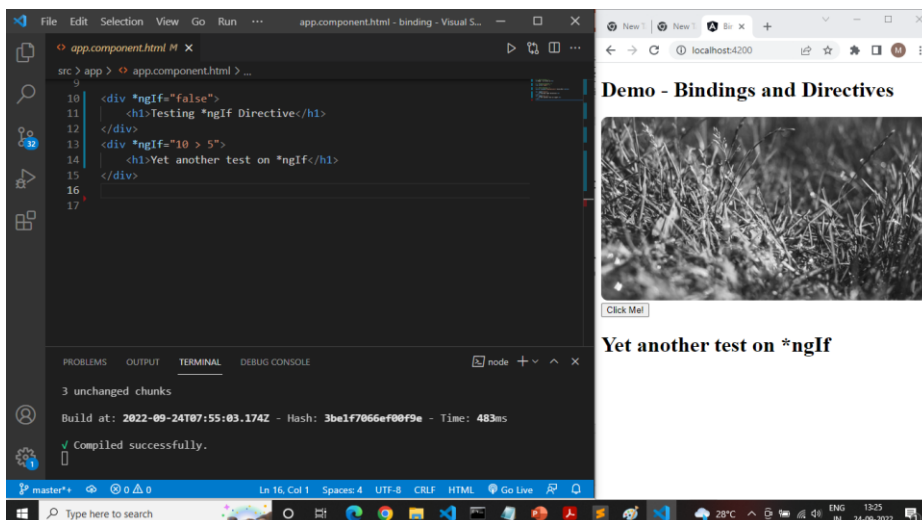 File Edit Selection View Go Run ··· app.component.html - binding - Visual S...
app.component.html M
src > app > app.component.html > ...
9
10 <div *ngIf="false">
11 <h1>Testing *ngIf Directive</h1>
12 </div>
13 <div *ngIf="10 > 5">
14 <h1>Yet another test on *ngIf</h1>
15 </div>
16
17
PROBLEMS OUTPUT TERMINAL DEBUG CONSOLE node
3 unchanged chunks
Build at: 2022-09-24T07:55:03.174Z - Hash: 3be1f7066ef00f9e - Time: 483ms
√ Compiled successfully.
32
1
master*+ 0 0 Ln 16, Col 1 Spaces: 4 UTF-8 CRLF HTML Go Live
New New Bir
localhost:4200 M
Demo - Bindings and Directives
Click Me!
Yet another test on *ngIf
Type here to search 28°C ENG 13:25
IN 24-09-2022